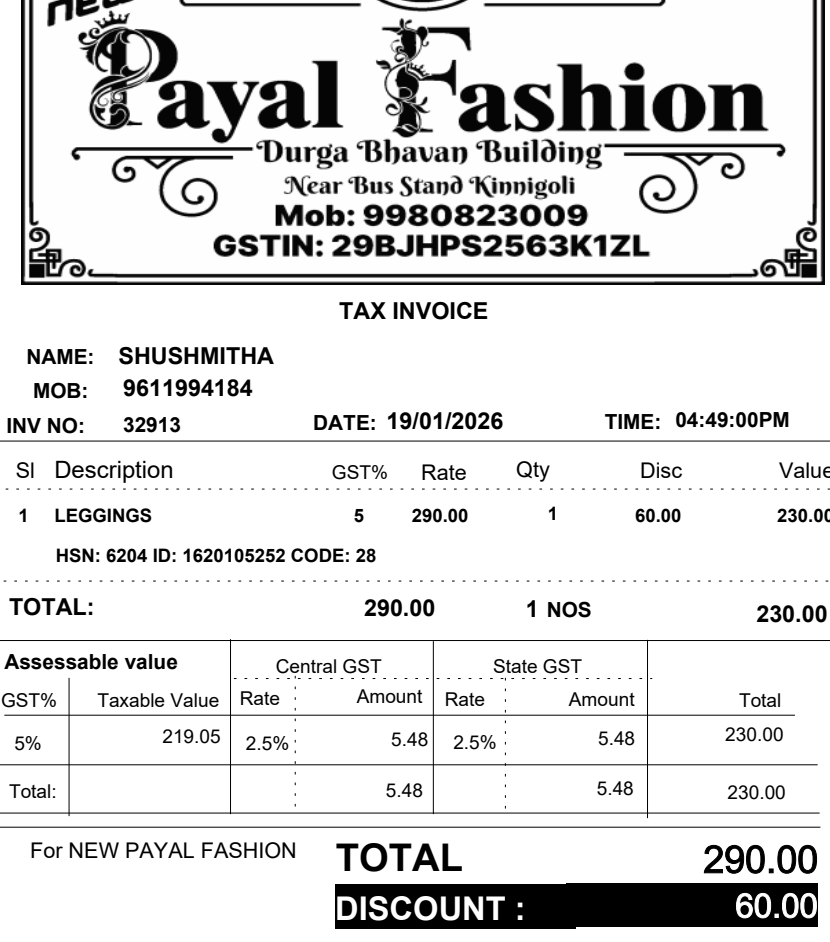 new
Payal Fashion
Durga Bhavan Building
Near Bus Stand Kinnigoli
Mob: 9980823009
GSTIN: 29BJHPS2563K1ZL
TAX INVOICE
NAME: SHUSHMITHA
MOB: 9611994184
INV NO: 32913 DATE: 19/01/2026 TIME: 04:49:00PM
Sl Description GST% Rate Qty Disc Value
1 LEGGINGS 5 290.00 1 60.00 230.00
HSN: 6204 ID: 1620105252 CODE: 28
TOTAL: 290.00 1 NOS 230.00
Assessable value Central GST State GST
GST% Taxable Value Rate Amount Rate Amount Total
5% 219.05 2.5% 5.48 2.5% 5.48 230.00
Total: 5.48 5.48 230.00
For NEW PAYAL FASHION TOTAL 290.00
DISCOUNT : 60.00